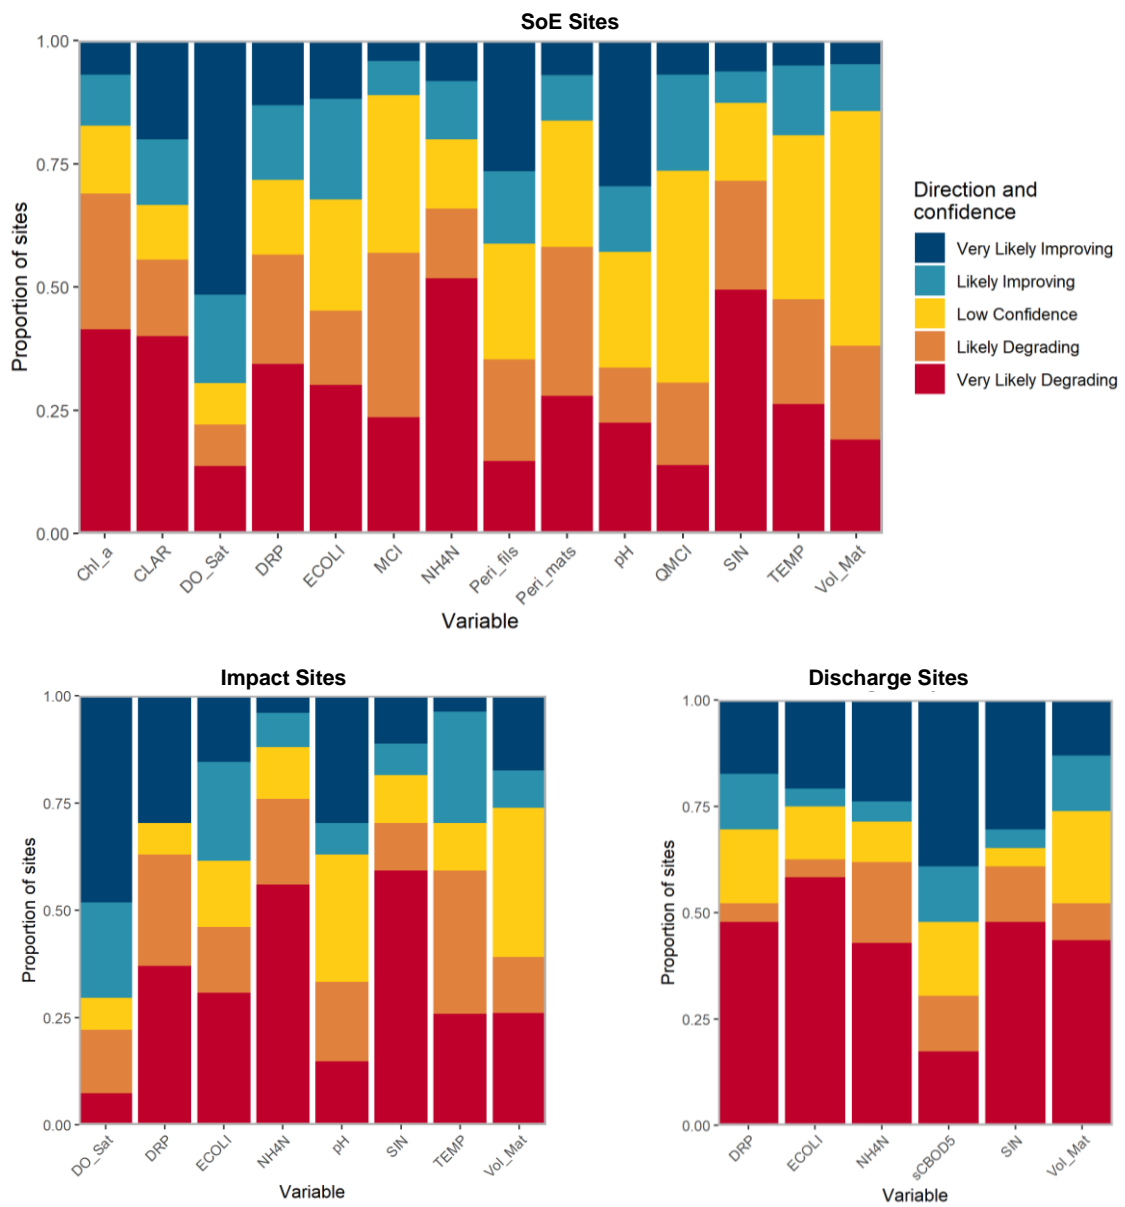 SoE Sites
1.00
0.75
0.50
0.25
0.00
Proportion of sites
Chl_a
CLAR
DO_Sat
DRP
ECOLI
MCI
NH4N
Peri_fils
Peri_mats
pH
QMCI
SIN
TEMP
Vol_Mat
Variable
Direction and
confidence
Very Likely Improving
Likely Improving
Low Confidence
Likely Degrading
Very Likely Degrading
Impact Sites
1.00
0.75
0.50
0.25
0.00
Proportion of sites
DO_Sat
DRP
ECOLI
NH4N
pH
SIN
TEMP
Vol_Mat
Variable
Discharge Sites
1.00
0.75
0.50
0.25
0.00
Proportion of sites
DRP
ECOLI
NH4N
sCBOD5
SIN
Vol_Mat
Variable